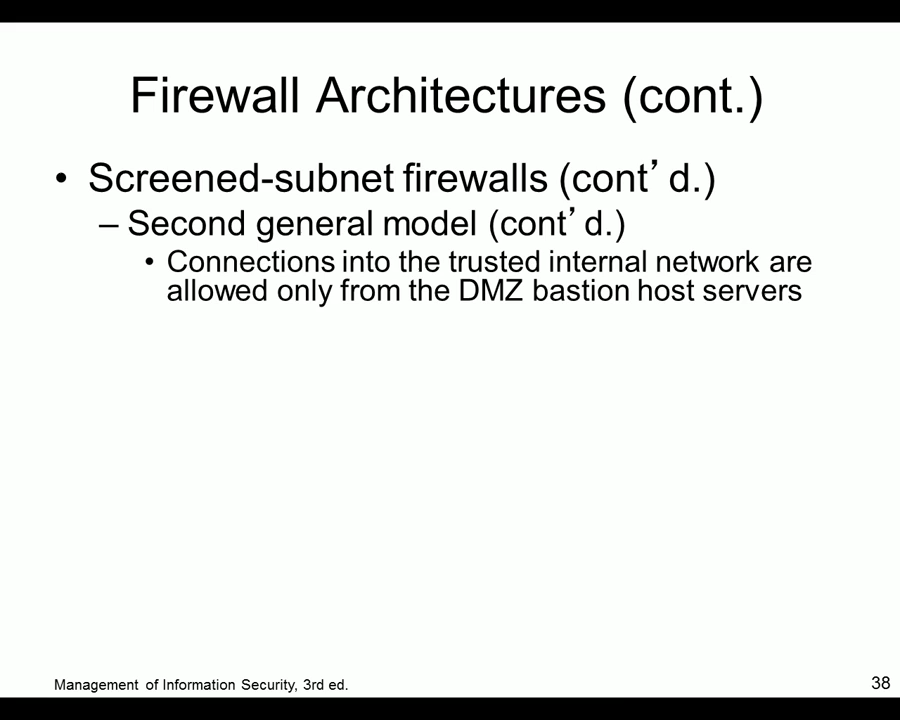 Firewall Architectures (cont.)
• Screened-subnet firewalls (cont’ d.)
– Second general model (cont’ d.)
• Connections into the trusted internal network are
allowed only from the DMZ bastion host servers
Management of Information Security, 3rd ed.
38